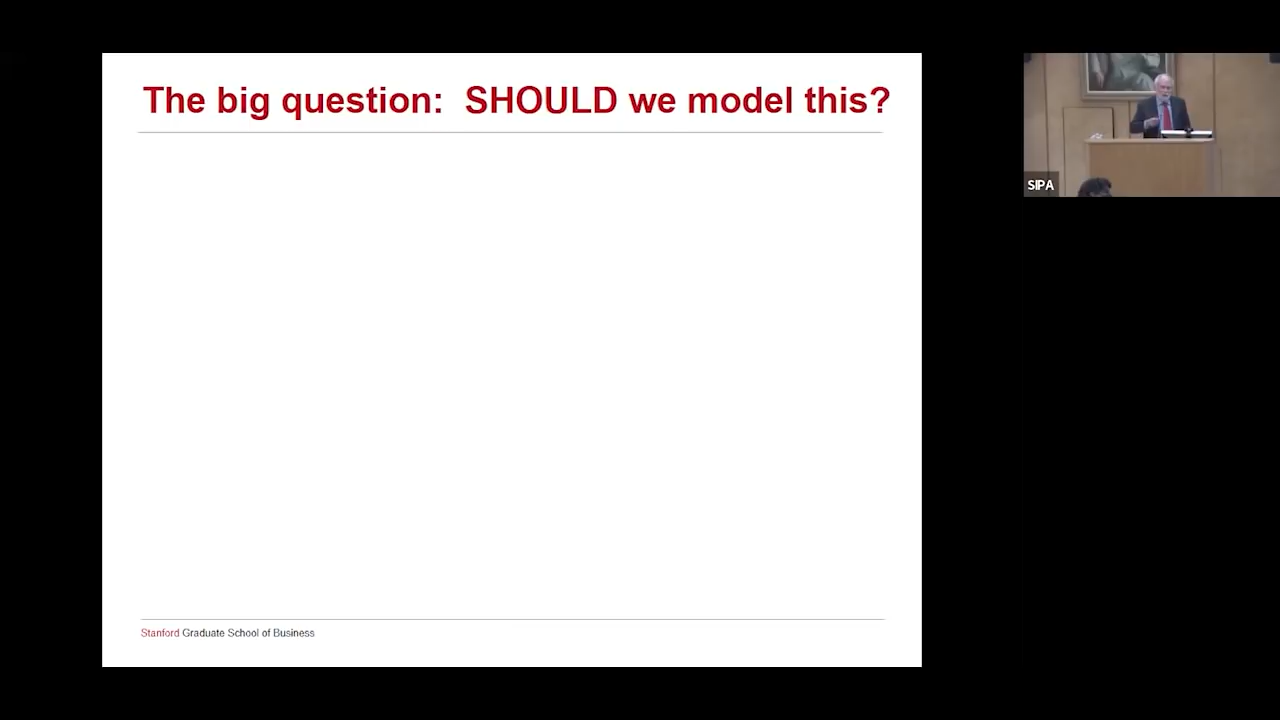 The big question:  SHOULD we model this?
SIPA
Stanford Graduate School of Business